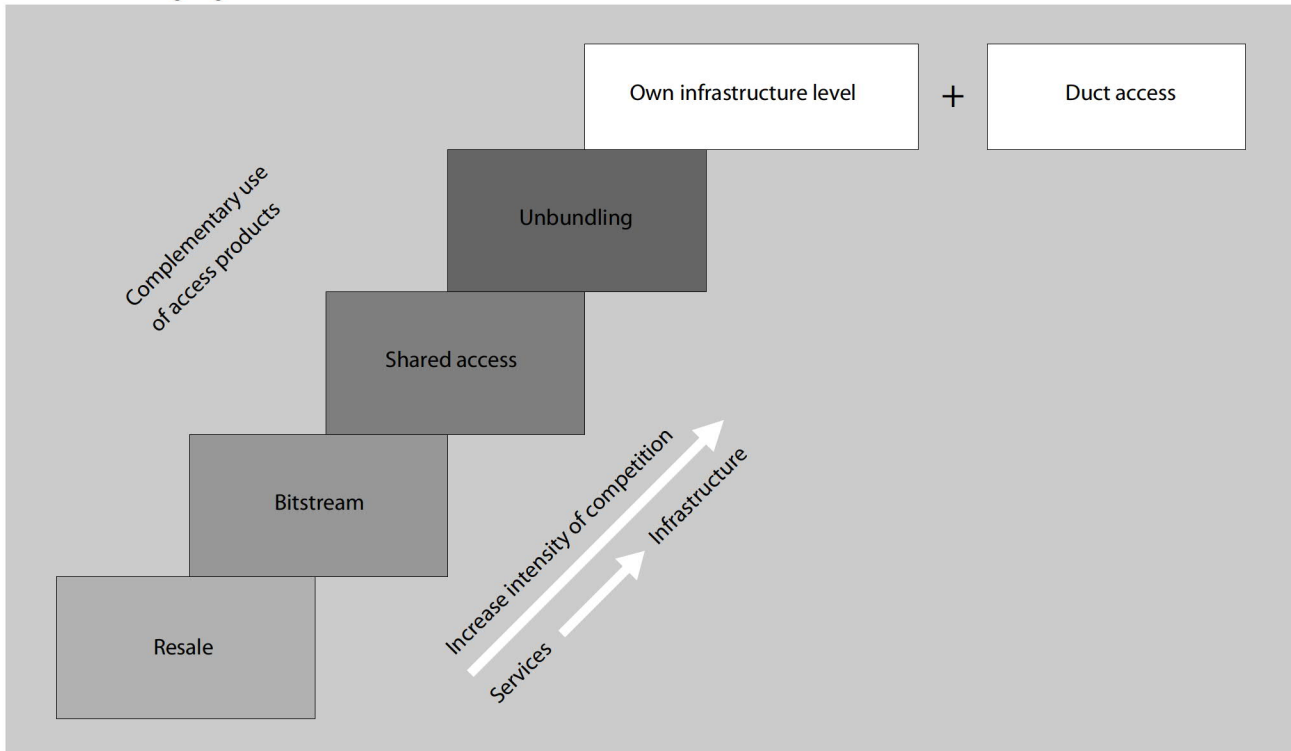 Own infrastructure level
+
Duct access
Complementary use
of access products
Unbundling
Shared access
Bitstream
Resale
Increase intensity of competition
Services
Infrastructure